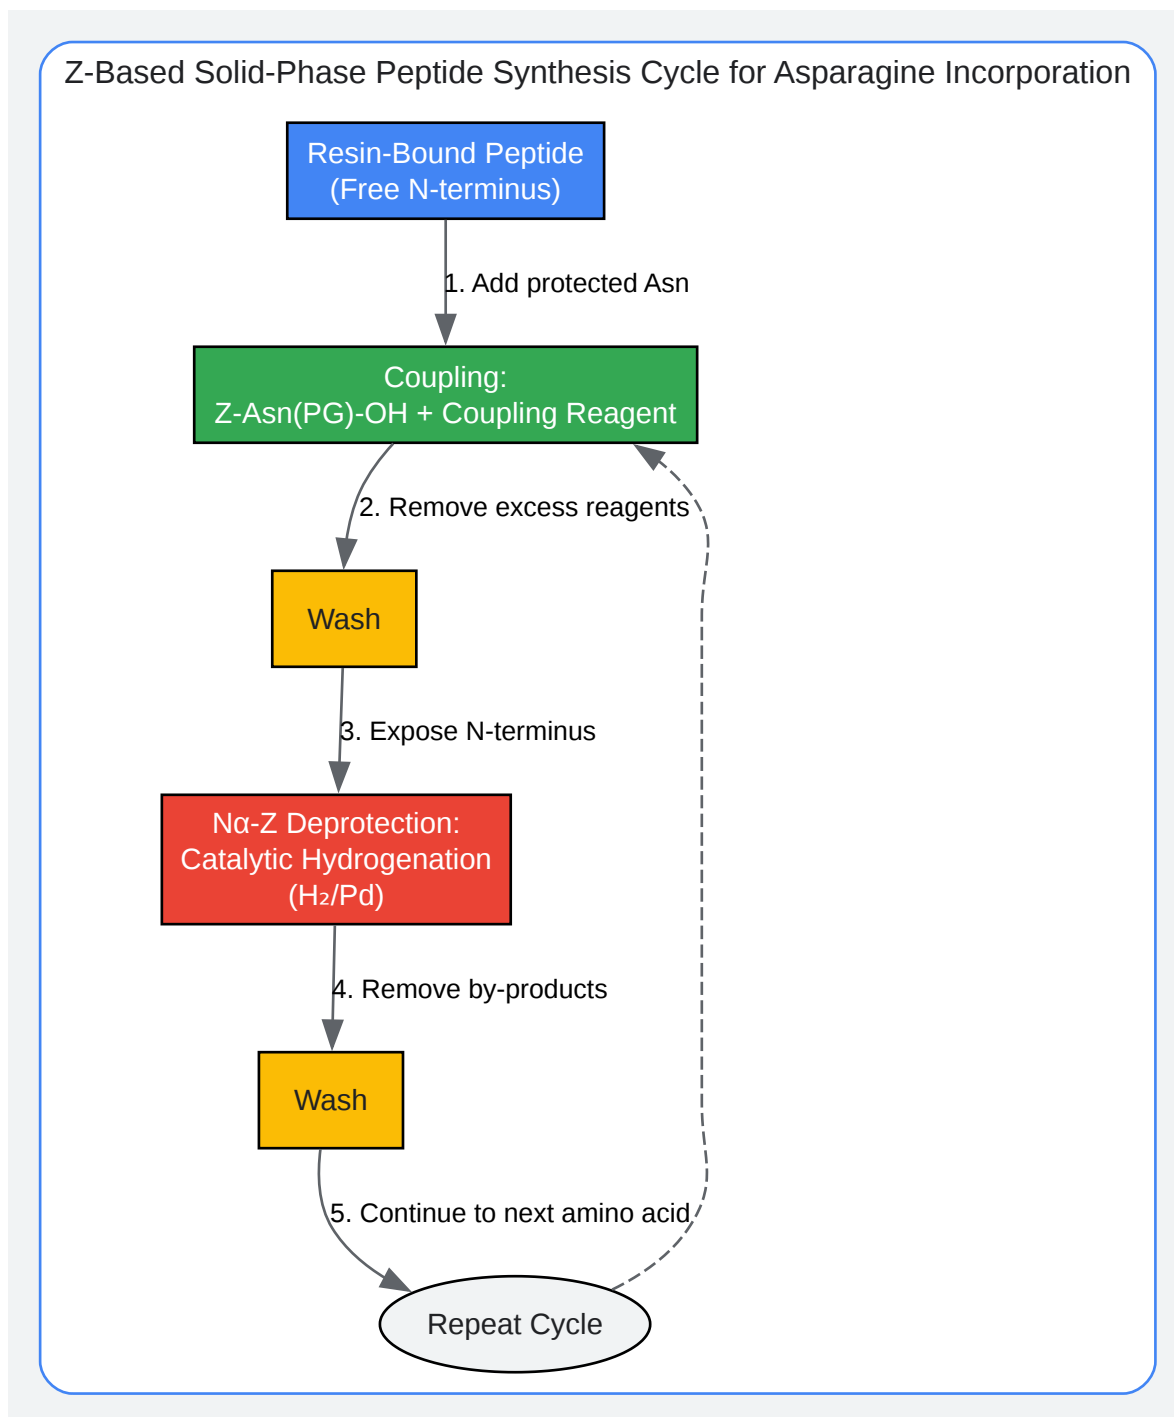 Z-Based Solid-Phase Peptide Synthesis Cycle for Asparagine Incorporation
Resin-Bound Peptide
(Free N-terminus)
1. Add protected Asn
Coupling:
Z-Asn(PG)-OH + Coupling Reagent
2. Remove excess reagents
Wash
3. Expose N-terminus
Nα-Z Deprotection:
Catalytic Hydrogenation
(H₂/Pd)
4. Remove by-products
Wash
5. Continue to next amino acid
Repeat Cycle